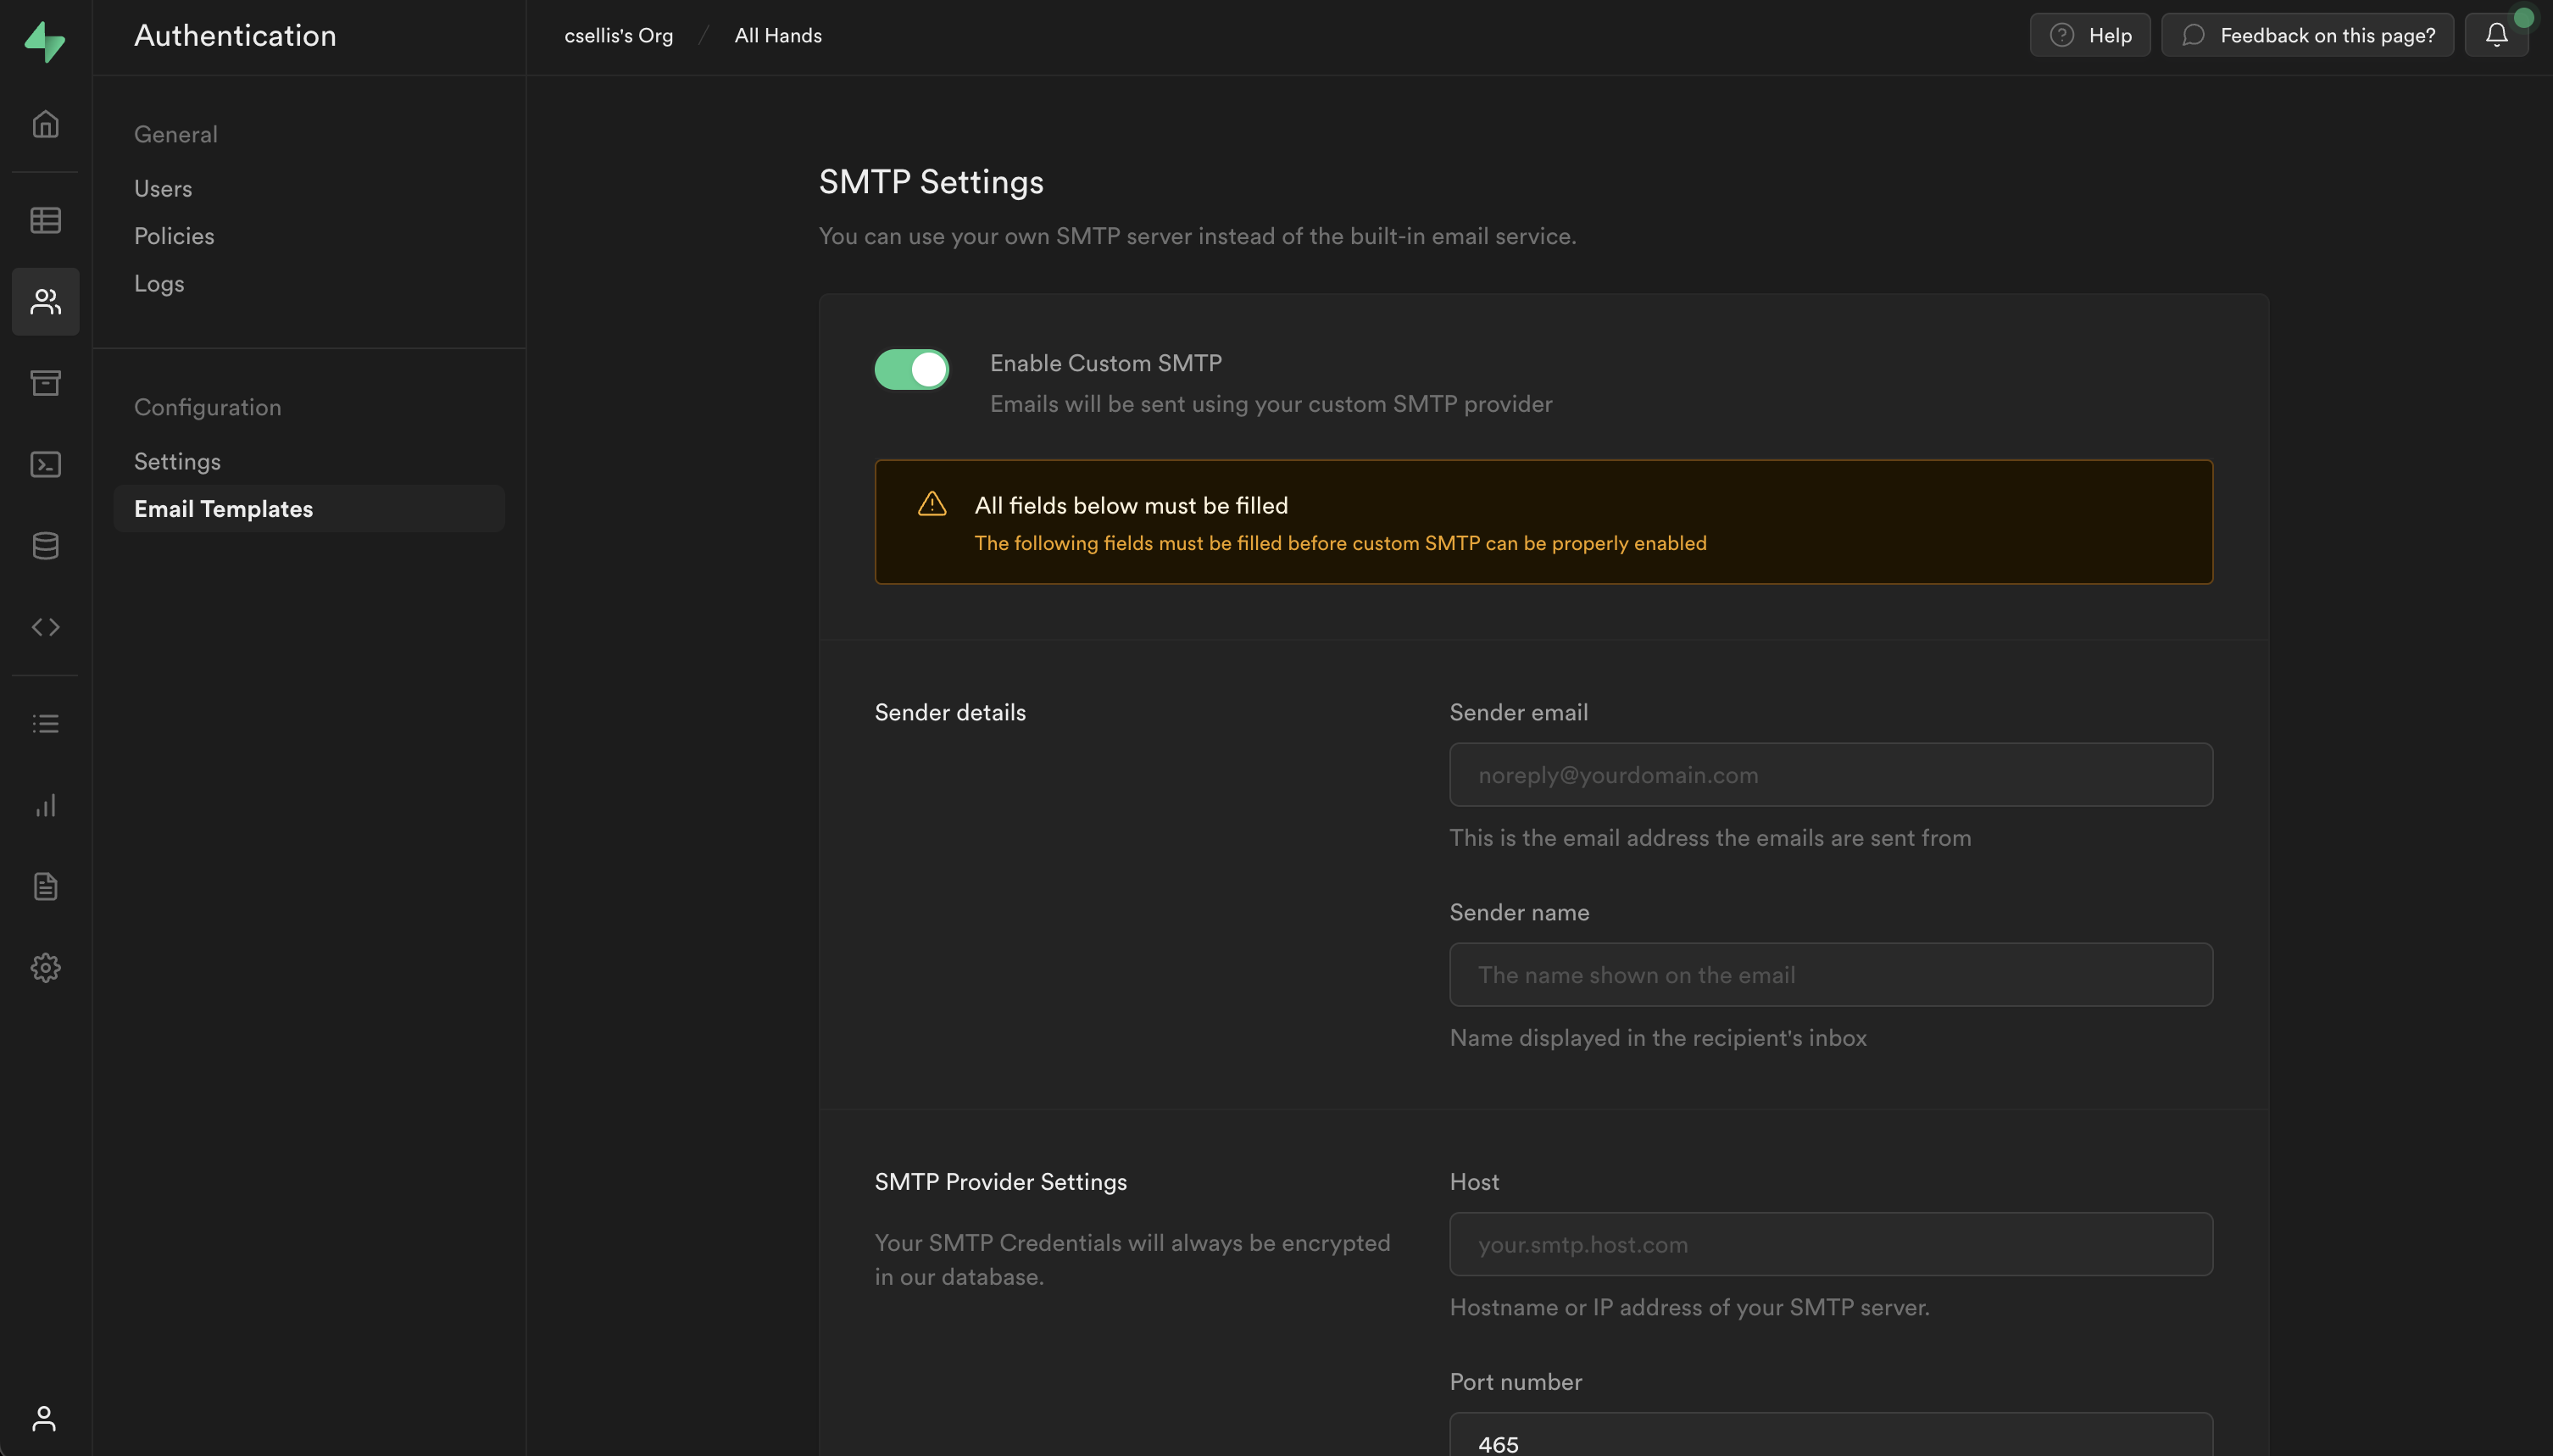 Authentication
csellis's Org / All Hands
Help
Feedback on this page?
General
Users
Policies
Logs
Configuration
Settings
Email Templates
SMTP Settings
You can use your own SMTP server instead of the built-in email service.
Enable Custom SMTP
Emails will be sent using your custom SMTP provider
All fields below must be filled
The following fields must be filled before custom SMTP can be properly enabled
Sender details
Sender email
noreply@yourdomain.com
This is the email address the emails are sent from
Sender name
The name shown on the email
Name displayed in the recipient's inbox
SMTP Provider Settings
Your SMTP Credentials will always be encrypted
in our database.
Host
your.smtp.host.com
Hostname or IP address of your SMTP server.
Port number
465